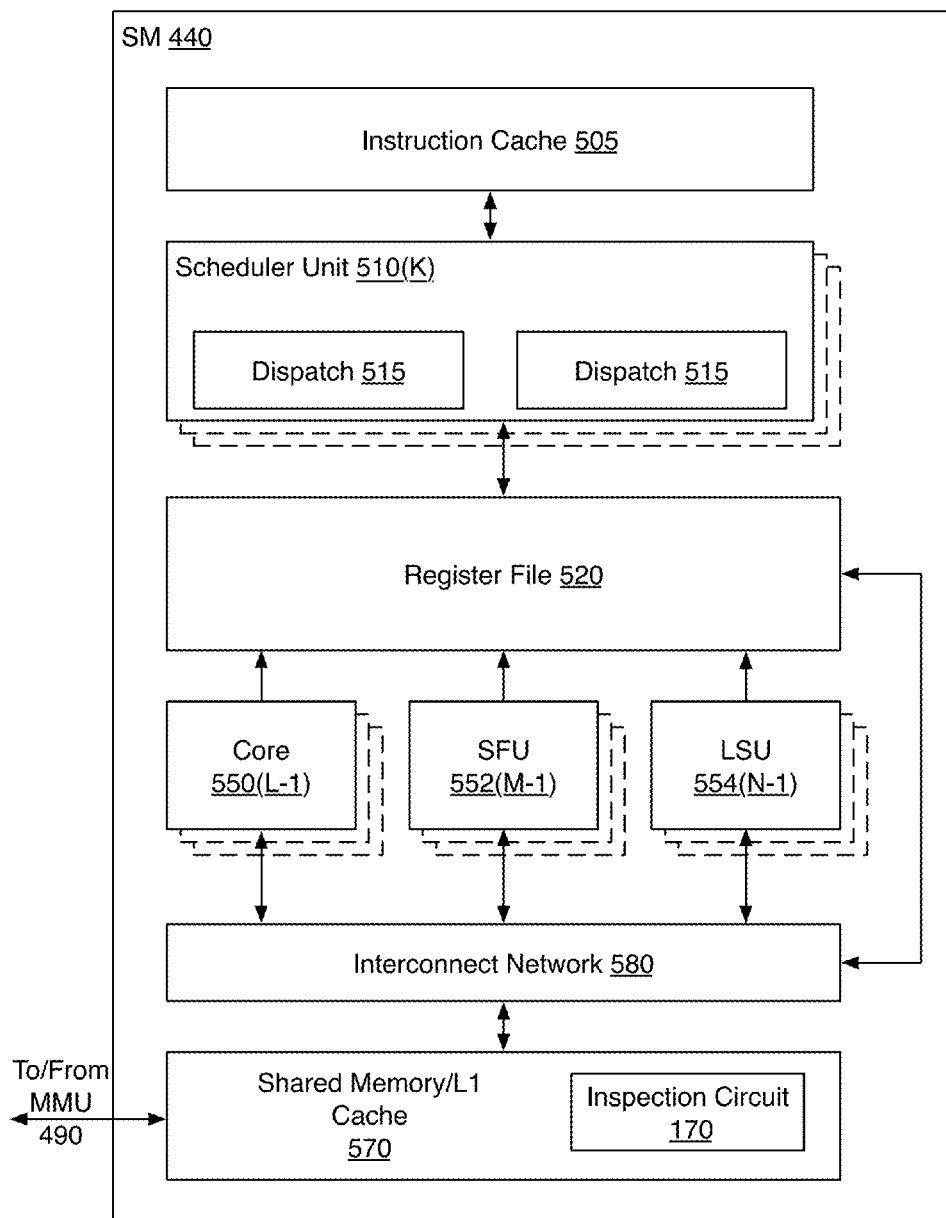 SM 440
Instruction Cache 505
Scheduler Unit 510(K)
Dispatch 515
Dispatch 515
Register File 520
Core
550(L-1)
SFU
552(M-1)
LSU
554(N-1)
Interconnect Network 580
To/From
MMU
490
Shared Memory/L1
Cache
570
Inspection Circuit
170